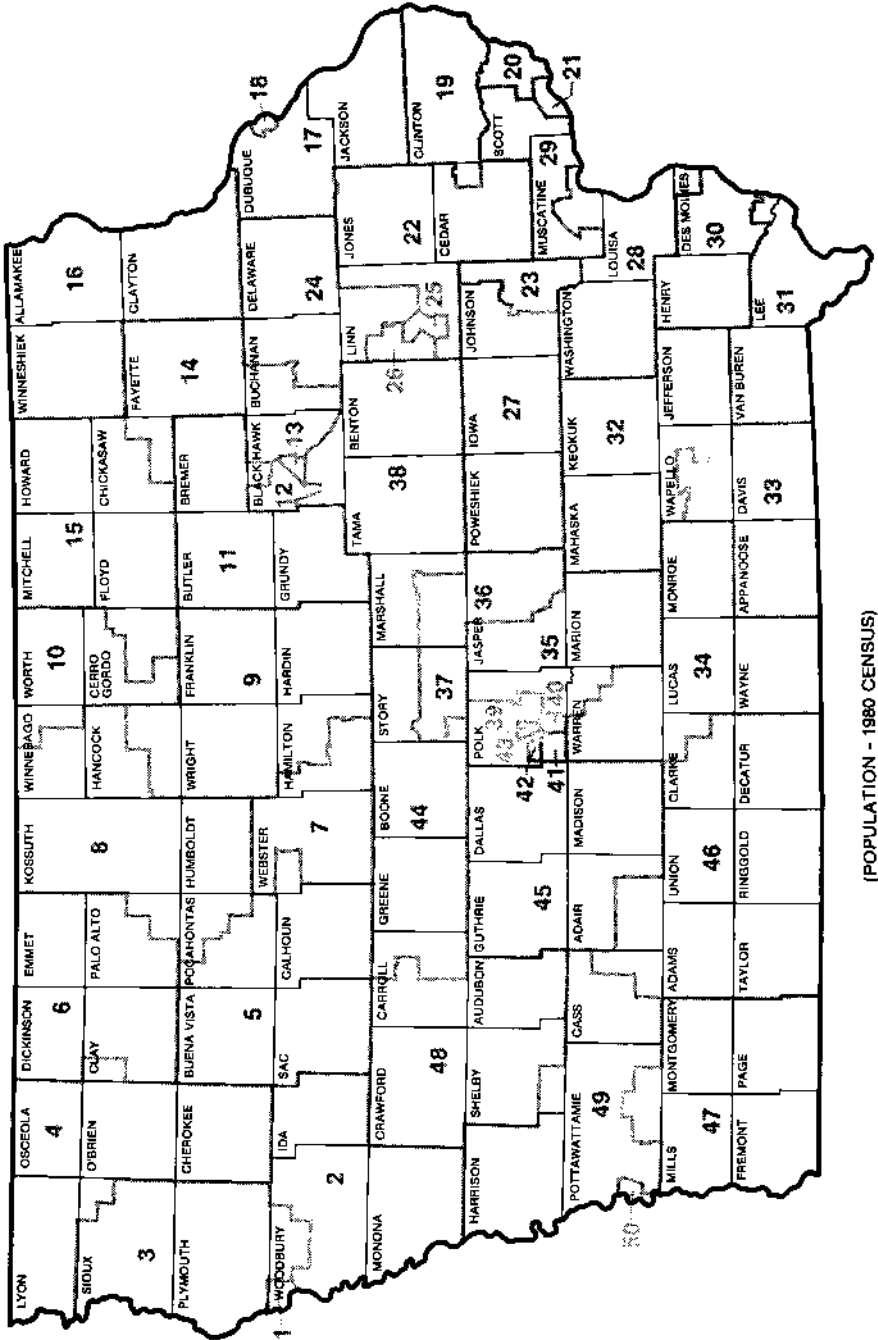 LYON
OSCEOLA
4
DICKINSON
6
EMMET
KOSSUTH
8
WINNEBAGO
WORTH
10
MITCHELL
15
HOWARD
WINNESHIEK
ALLAMAKEE
16
SIOUX
3
O'BRIEN
CLAY
PALO ALTO
HANCOCK
CERRO
GORDO
FLOYD
CHICKASAW
FAYETTE
14
CLAYTON
PLYMOUTH
CHEROKEE
BUENA VISTA
5
POCAHONTAS
HUMBOLDT
WRIGHT
FRANKLIN
9
BUTLER
11
BREMER
BLACK HAWK
12
13
BUCHANAN
DELAWARE
24
DUBUQUE
17
18
1
WOODBURY
2
IDA
SAC
CALHOUN
WEBSTER
7
HAMILTON
HARDIN
GRUNDY
TAMA
38
BENTON
LINN
26
25
JONES
22
JACKSON
MONONA
CRAWFORD
48
CARROLL
GREENE
BOONE
44
STORY
37
MARSHALL
CEDAR
CLINTON
19
HARRISON
SHELBY
AUDUBON
GUTHRIE
45
DALLAS
POLK
39
43
40
42
41
JASPER
36
35
POWESHIEK
IOWA
27
JOHNSON
23
MUSCATINE
29
SCOTT
20
21
POTTAWATTAMIE
49
50
CASS
ADAIR
MADISON
WARREN
MARION
MAHASKA
KEOKUK
32
WASHINGTON
LOUISA
28
MILLS
47
MONTGOMERY
ADAMS
UNION
46
CLARKE
LUCAS
34
MONROE
WAPELLO
JEFFERSON
HENRY
DES MOINES
30
FREMONT
PAGE
TAYLOR
RINGGOLD
DECATUR
WAYNE
APPANOOSE
DAVIS
33
VAN BUREN
LEE
31
(POPULATION - 1980 CENSUS)